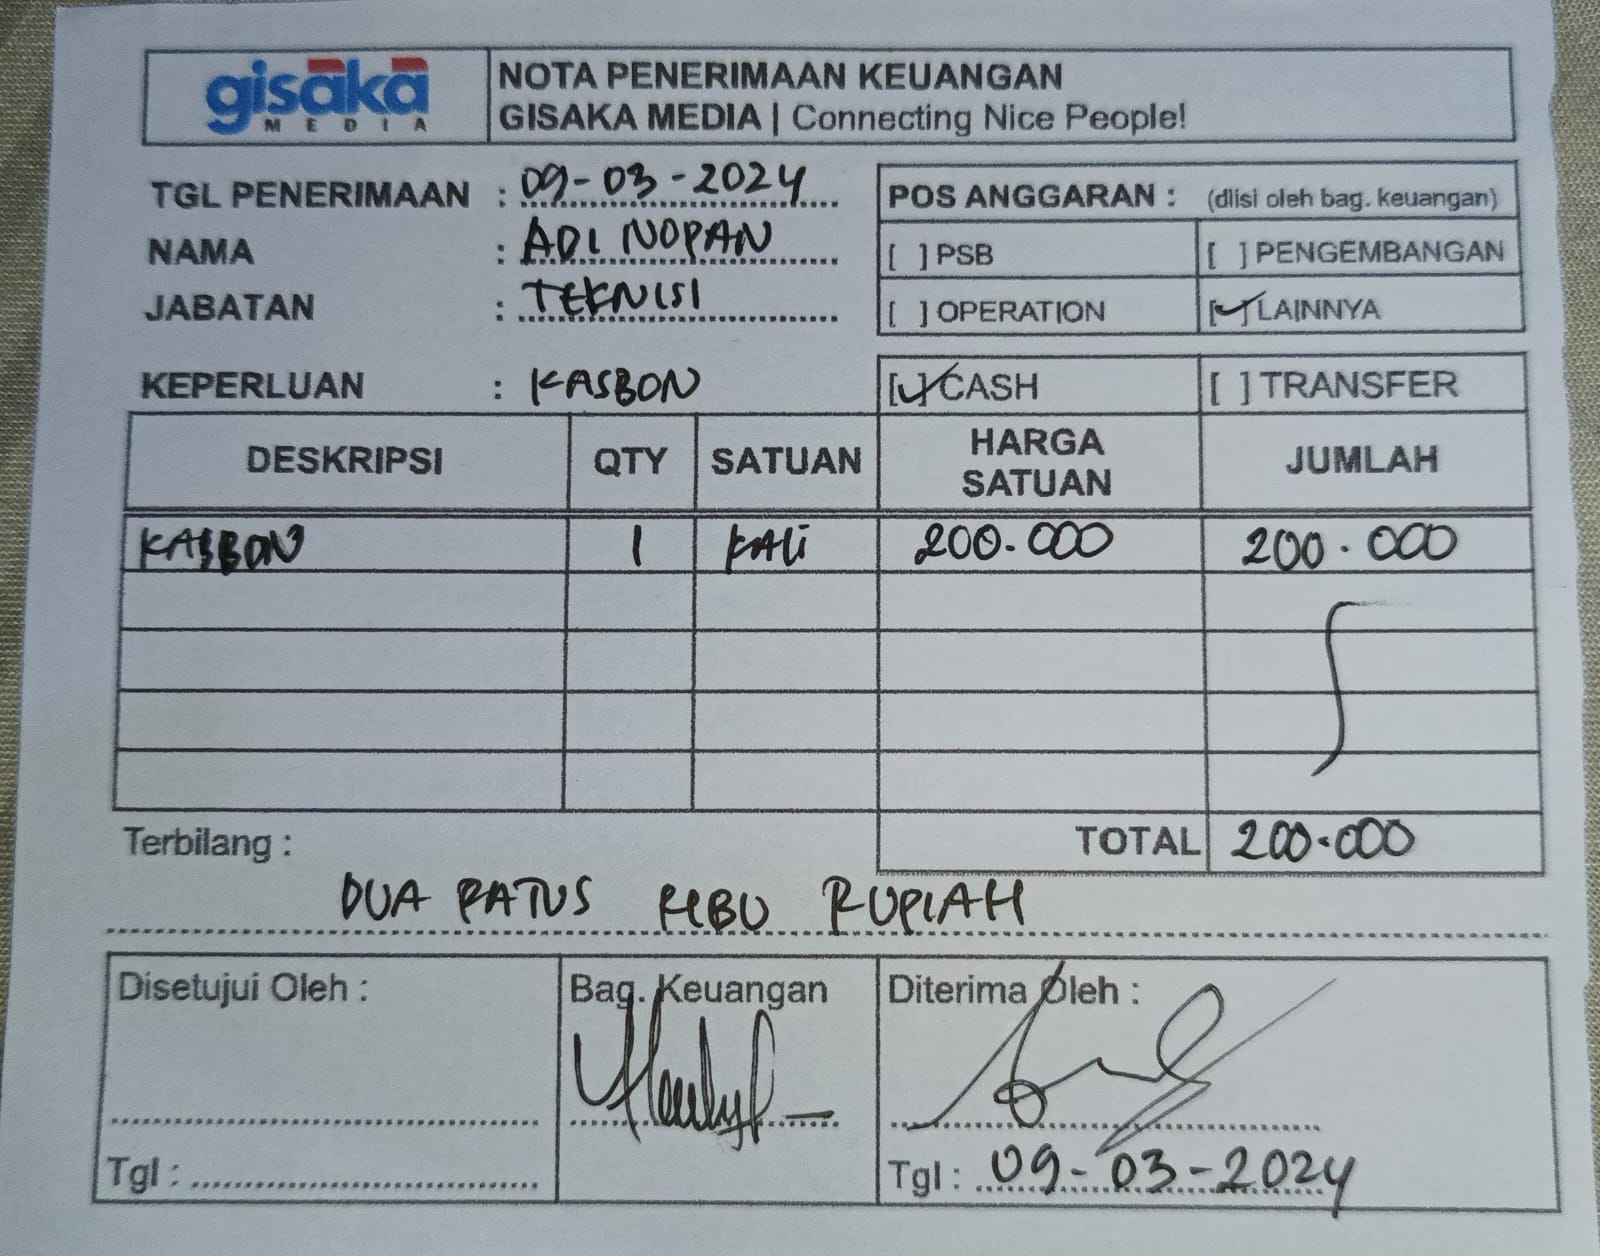 gisaka
MEDIA
NOTA PENERIMAAN KEUANGAN
GISAKA MEDIA | Connecting Nice People!
TGL PENERIMAAN : 09-03-2024
NAMA : ADI NOPAN
JABATAN : TEKNISI
POS ANGGARAN : (diisi oleh bag. keuangan)
[ ] PSB [ ] PENGEMBANGAN
[ ] OPERATION [✓] LAINNYA
KEPERLUAN : KASBON [✓] CASH [ ] TRANSFER
DESKRIPSI QTY SATUAN HARGA SATUAN JUMLAH
KASBON 1 KALI 200.000 200.000
Terbilang : TOTAL 200.000
DUA RATUS RIBU RUPIAH
Disetujui Oleh : Bag. Keuangan Diterima Oleh :
Tgl : Tgl : 09-03-2024